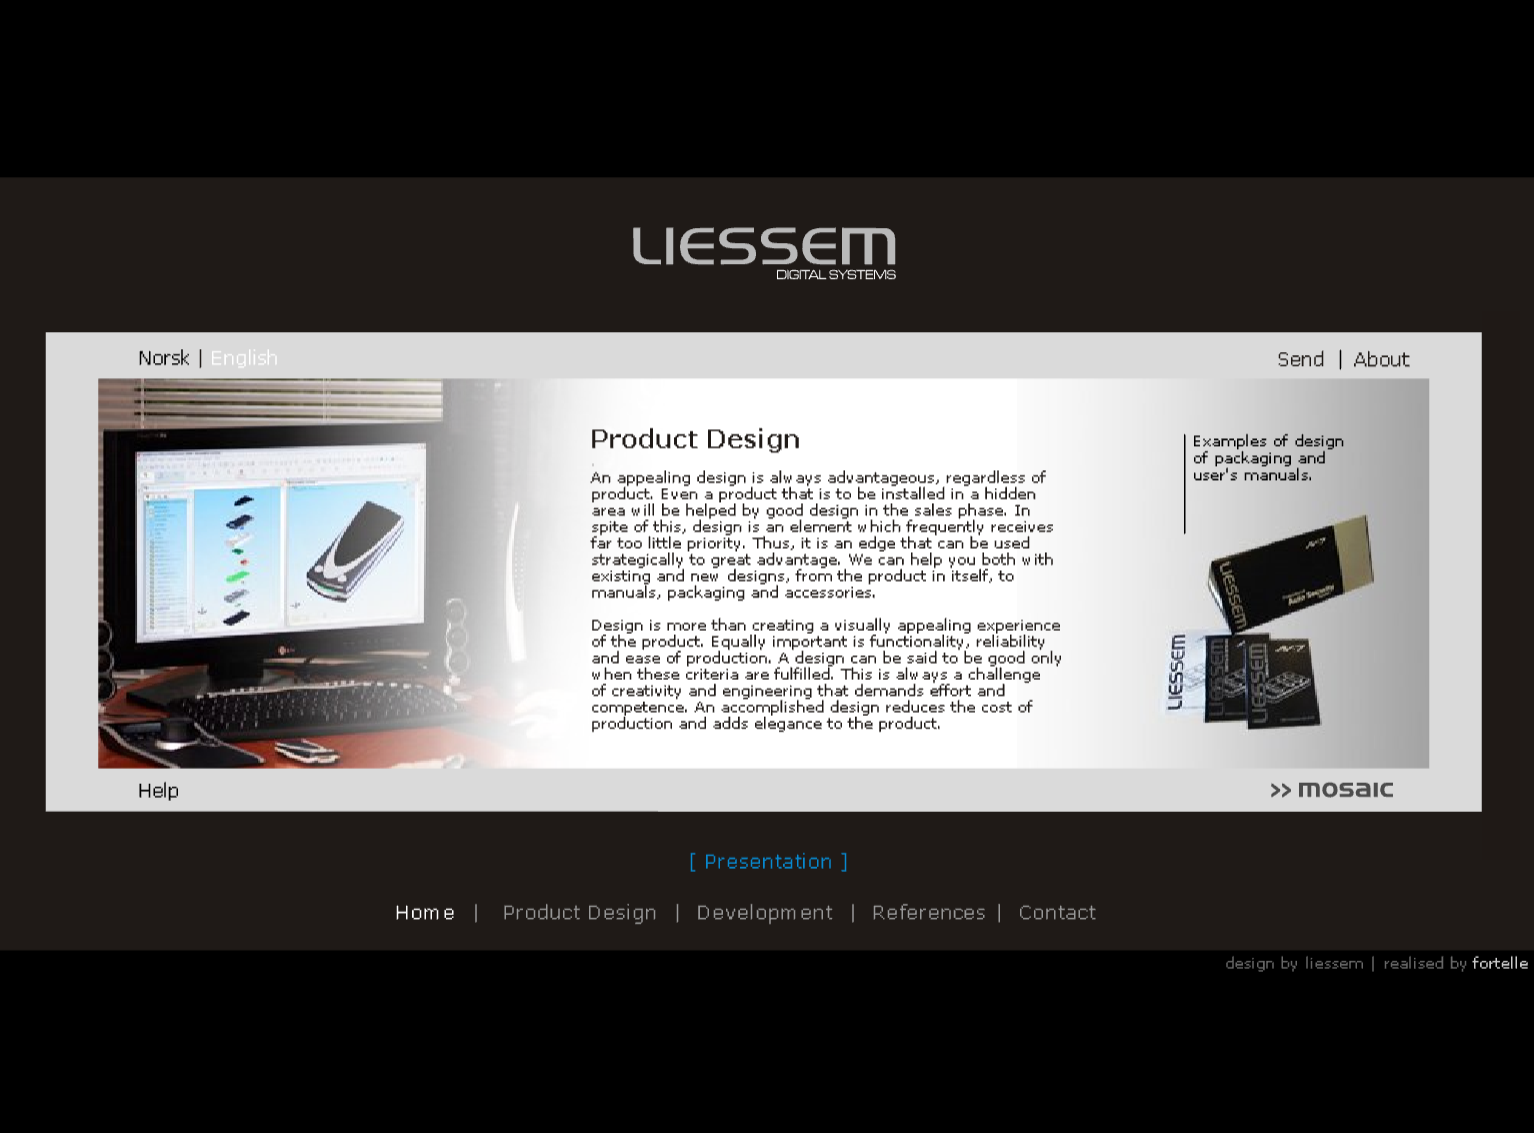 LIESSEM
DIGITAL SYSTEMS
Norsk | English
Send | About
Product Design
An appealing design is always advantageous, regardless of
product. Even a product that is to be installed in a hidden
area will be helped by good design in the sales phase. In
spite of this, design is an element which frequently receives
far too little priority. Thus, it is an edge that can be used
strategically to great advantage. We can help you both with
existing and new designs, from the product in itself, to
manuals, packaging and accessories.
Design is more than creating a visually appealing experience
of the product. Equally important is functionality, reliability
and ease of production. A design can be said to be good only
when these criteria are fulfilled. This is always a challenge
of creativity and engineering that demands effort and
competence. An accomplished design reduces the cost of
production and adds elegance to the product.
Examples of design
of packaging and
user's manuals.
LIESSEM
Auto Security
LIESSEM
LIESSEM
LIESSEM
Help
>> mosaic
[ Presentation ]
Home | Product Design | Development | References | Contact
design by liessem | realised by fortelle